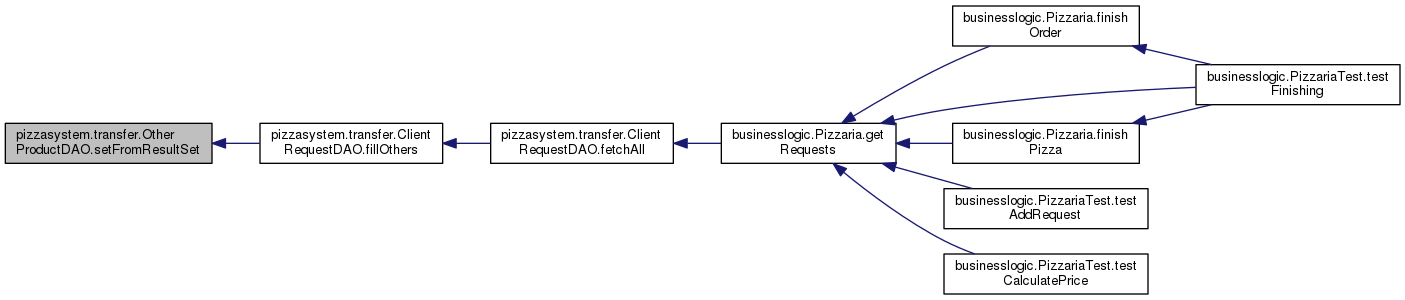 pizzasystem.transfer.Other
ProductDAO.setFromResultSet
pizzasystem.transfer.Client
RequestDAO.fillOthers
pizzasystem.transfer.Client
RequestDAO.fetchAll
businesslogic.Pizzaria.get
Requests
businesslogic.Pizzaria.finish
Order
businesslogic.PizzariaTest.test
Finishing
businesslogic.Pizzaria.finish
Pizza
businesslogic.PizzariaTest.test
AddRequest
businesslogic.PizzariaTest.test
CalculatePrice